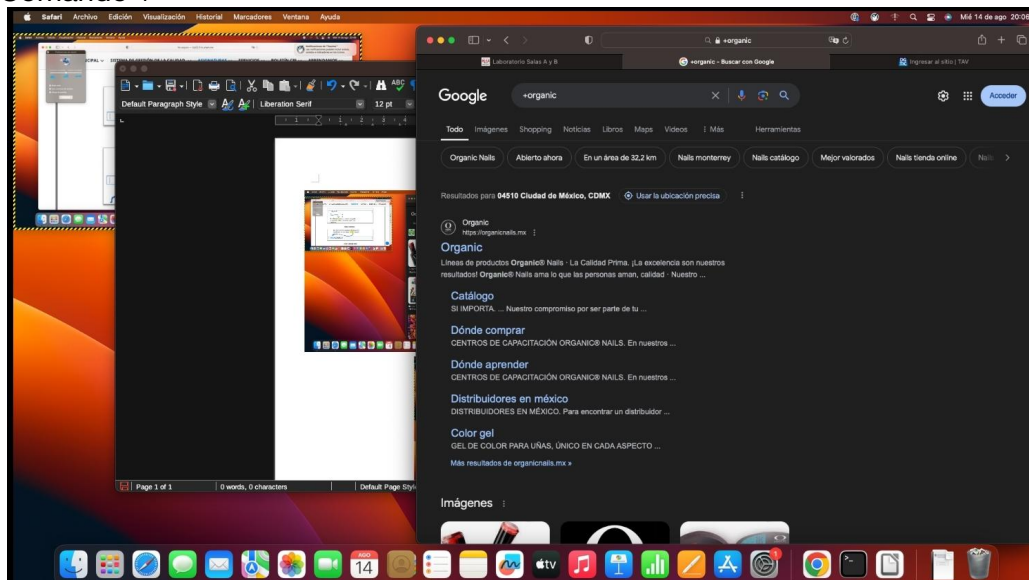 Comando +
Safari Archivo Edición Visualización Historial Marcadores Ventana Ayuda
Mié 14 de ago 20:06
+organic
Laboratorio Salas A y B
+organic - Buscar con Google
Ingresar al sitio | TAV
Default Paragraph Style
Liberation Serif
12 pt
Google
+organic
Acceder
Todo Imágenes Shopping Noticias Libros Maps Videos Más Herramientas
Organic Nails Abierto ahora En un área de 32,2 km Nails monterrey Nails catálogo Mejor valorados Nails tienda online
Resultados para 04510 Ciudad de México, CDMX
Usar la ubicación precisa
Organic
https://organicnails.mx
Organic
Líneas de productos Organic® Nails · La Calidad Prima. ¡La excelencia son nuestros
resultados! Organic® Nails ama lo que las personas aman, calidad · Nuestro ...
Catálogo
SI IMPORTA. ... Nuestro compromiso por ser parte de tu ...
Dónde comprar
CENTROS DE CAPACITACIÓN ORGANIC® NAILS. En nuestros ...
Dónde aprender
CENTROS DE CAPACITACIÓN ORGANIC® NAILS. En nuestros ...
Distribuidores en méxico
DISTRIBUIDORES EN MÉXICO. Para encontrar un distribuidor ...
Color gel
GEL DE COLOR PARA UÑAS, ÚNICO EN CADA ASPECTO ...
Más resultados de organicnails.mx »
Imágenes
Page 1 of 1
0 words, 0 characters
Default Page Style
AGO
14
tv